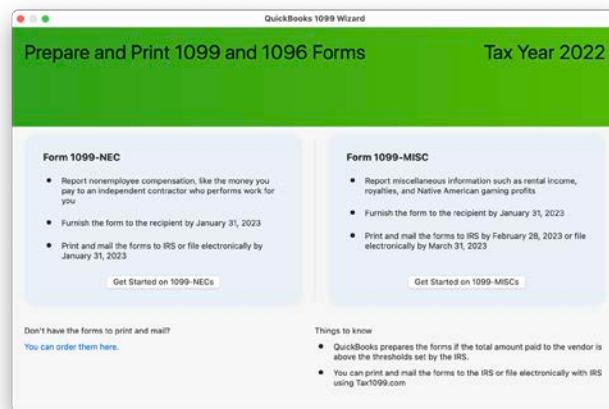 QuickBooks 1099 Wizard
Prepare and Print 1099 and 1096 Forms
Tax Year 2022
Form 1099-NEC
Report nonemployee compensation, like the money you
pay to an independent contractor who performs work for
you
Furnish the form to the recipient by January 31, 2023
Print and mail the forms to IRS or file electronically by
January 31, 2023
Get Started on 1099-NECs
Form 1099-MISC
Report miscellaneous information such as rental income,
royalties, and Native American gaming profits
Furnish the form to the recipient by January 31, 2023
Print and mail the forms to IRS by February 28, 2023 or file
electronically by March 31, 2023
Get Started on 1099-MISCs
Don't have the forms to print and mail?
You can order them here.
Things to know
QuickBooks prepares the forms if the total amount paid to the vendor is
above the thresholds set by the IRS.
You can print and mail the forms to the IRS or file electronically with IRS
using Tax1099.com